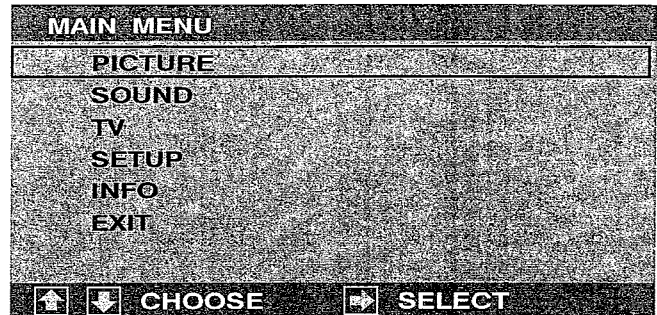 MAIN MENU
PICTURE
SOUND
TV
SETUP
INFO
EXIT
CHOOSE SELECT